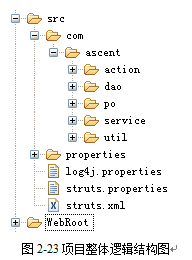 src
com
ascent
action
dao
po
service
util
properties
log4j.properties
struts.properties
struts.xml
WebRoot
图 2-23 项目整体逻辑结构图